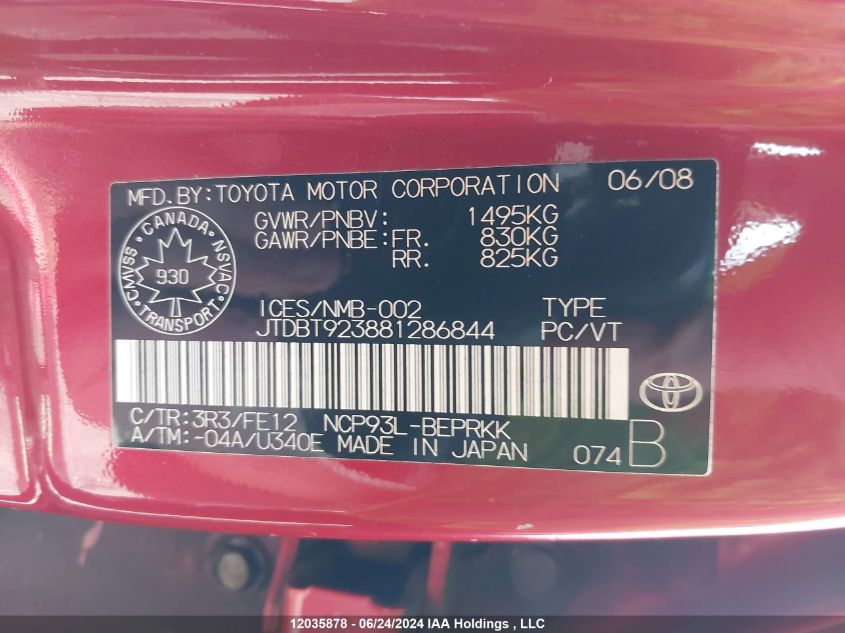 MFD.BY:TOYOTA MOTOR CORPORATION 06/08
GVWR/PNBV: 1495KG
GAWR/PNBE:FR. 830KG
RR. 825KG
CANADA
CMVSS NSVAC
930
TRANSPORT
ICES/NMB-002 TYPE
JTDBT923881286844 PC/VT
C/TR:3R3/FE12 NCP93L-BEPRKK
A/TM:-04A/U340E MADE IN JAPAN 074 B
12035878 - 06/24/2024 IAA Holdings , LLC